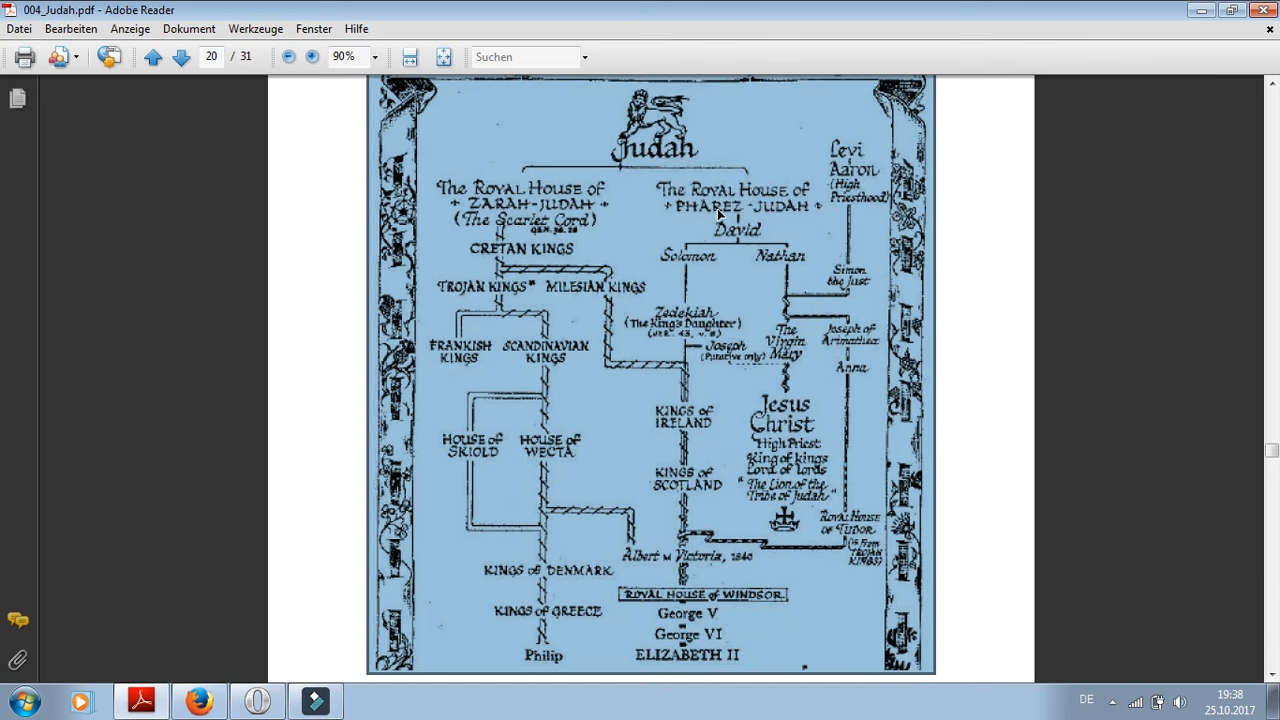 004_Judah.pdf - Adobe Reader
Datei Bearbeiten Anzeige Dokument Werkzeuge Fenster Hilfe
20 / 31 90% Suchen
Judah
The Royal House of
ZARAH-JUDAH
(The Scarlet Cord)
CRETAN KINGS
TROJAN KINGS* MILESIAN KINGS
FRANKISH
KINGS
SCANDINAVIAN
KINGS
HOUSE of
SKIOLD
HOUSE of
WECTA
KINGS of DENMARK
KINGS of GREECE
Philip
The Royal House of
PHAREZ-JUDAH
David
Solomon Nathan
Zedekiah
(The King's Daughter)
Joseph
(Putative only)
The
Virgin
Mary
KINGS of
IRELAND
KINGS of
SCOTLAND
Jesus
Christ
High Priest
King of kings
Lord of lords
"The Lion of the
Tribe of Judah"
Albert m Victoria, 1840
ROYAL HOUSE of WINDSOR
George V
George VI
ELIZABETH II
Levi
Aaron
(High
Priesthood)
Simon
the Just
Joseph of
Arimathea
Anna
ROYAL HOUSE
of TUDOR
TROJAN
KINGS)
DE
19:38
25.10.2017